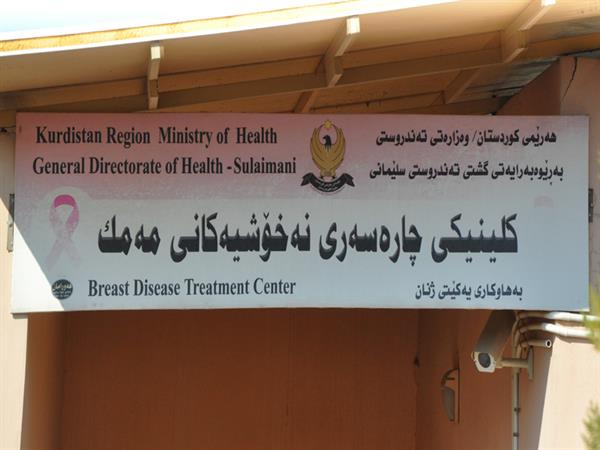 Kurdistan Region Ministry of Health
General Directorate of Health - Sulaimani
هەرێمی کوردستان/ وەزارەتی تەندروستی
بەڕێوەبەرایەتی گشتی تەندروستی سلێمانی
کلینیکی چارەسەری نەخۆشیەکانی مەمک
Breast Disease Treatment Center
بەهاوکاری یەکێتی ژنان